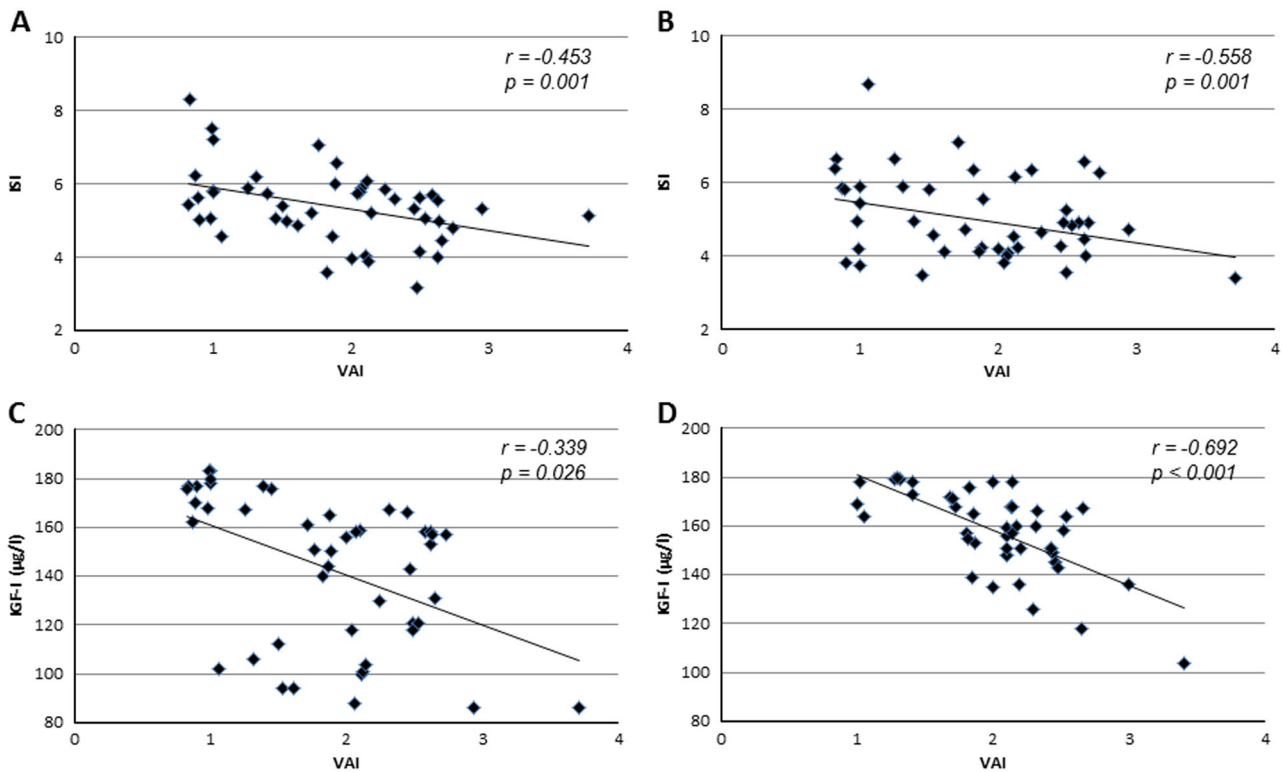 A
r = -0.453
p = 0.001
ISI
10
8
6
4
2
0
1
2
3
4
VAI
B
r = -0.558
p = 0.001
ISI
10
8
6
4
2
0
1
2
3
4
VAI
C
r = -0.339
p = 0.026
IGF-I (µg/l)
200
180
160
140
120
100
80
0
1
2
3
4
VAI
D
r = -0.692
p < 0.001
IGF-I (µg/l)
200
180
160
140
120
100
80
0
1
2
3
4
VAI